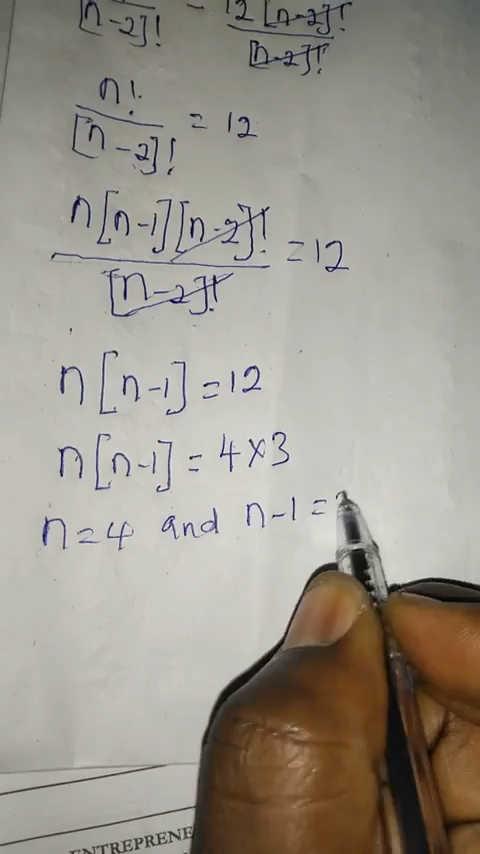 [n-2]! = 12[n-2]!
[n-2]!
n!
[n-2]! = 12
n[n-1][n-2]!
[n-2]! = 12
n[n-1] = 12
n[n-1] = 4×3
n=4 and n-1 =
ENTREPRENE